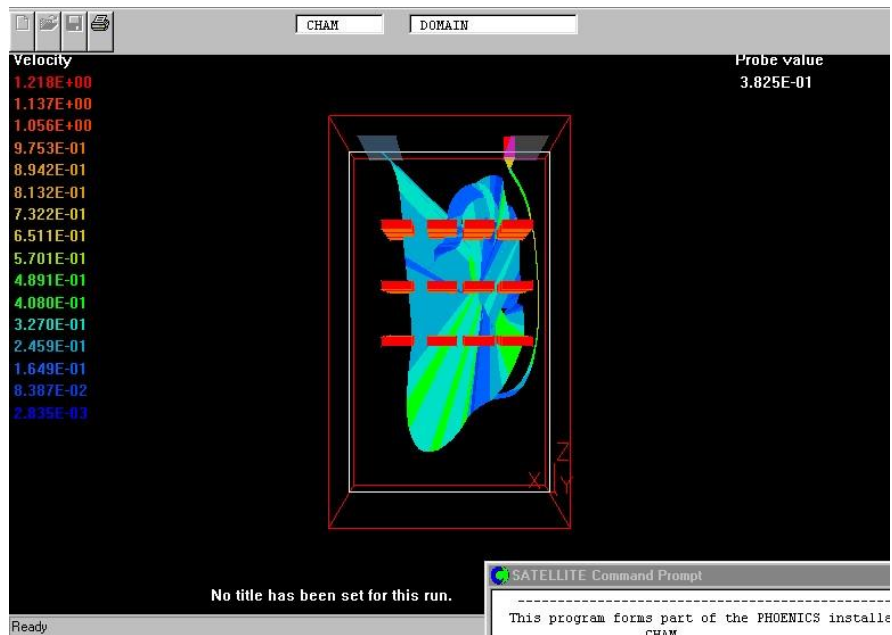 CHAM DOMAIN
Velocity
1.218E+00
1.137E+00
1.056E+00
9.753E-01
8.942E-01
8.132E-01
7.322E-01
6.511E-01
5.701E-01
4.891E-01
4.080E-01
3.270E-01
2.459E-01
1.649E-01
8.387E-02
2.835E-03
Probe value
3.825E-01
Z
X
Y
No title has been set for this run.
SATELLITE Command Prompt
--------------------------------------------------
This program forms part of the PHOENICS installa
CHAM
Ready